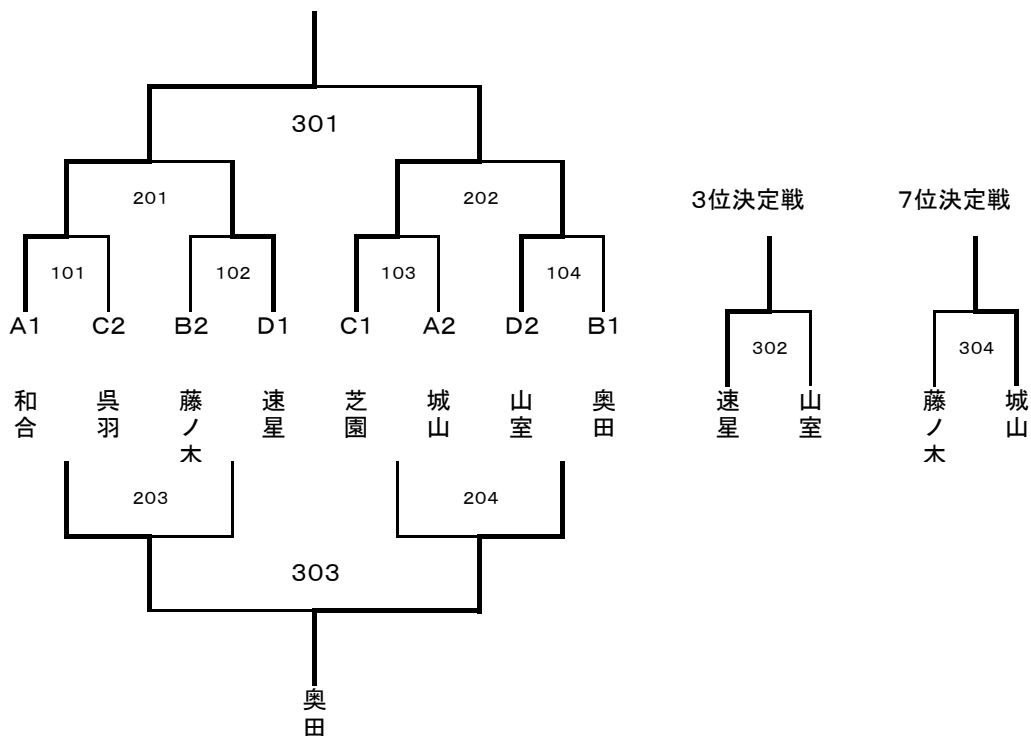 301
201
202
3位決定戦
7位決定戦
101
102
103
104
A1
C2
B2
D1
C1
A2
D2
B1
302
304
和合
呉羽
藤ノ木
速星
芝園
城山
山室
奥田
速星
山室
藤ノ木
城山
203
204
303
奥田